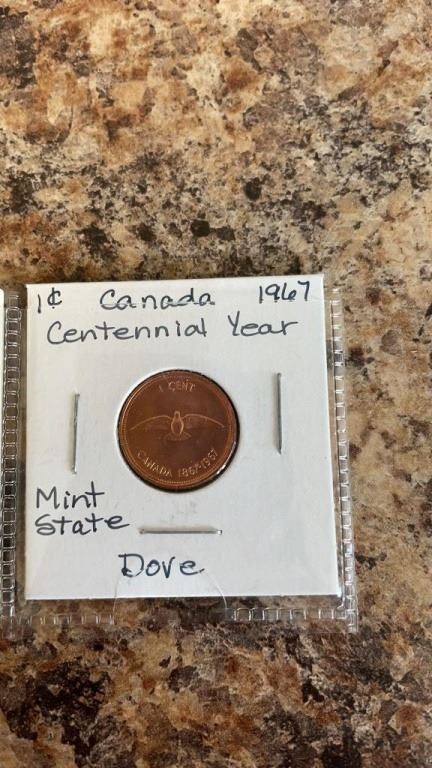 1¢ Canada 1967
Centennial Year
1 CENT
CANADA 1867-1967
Mint
State
Dove